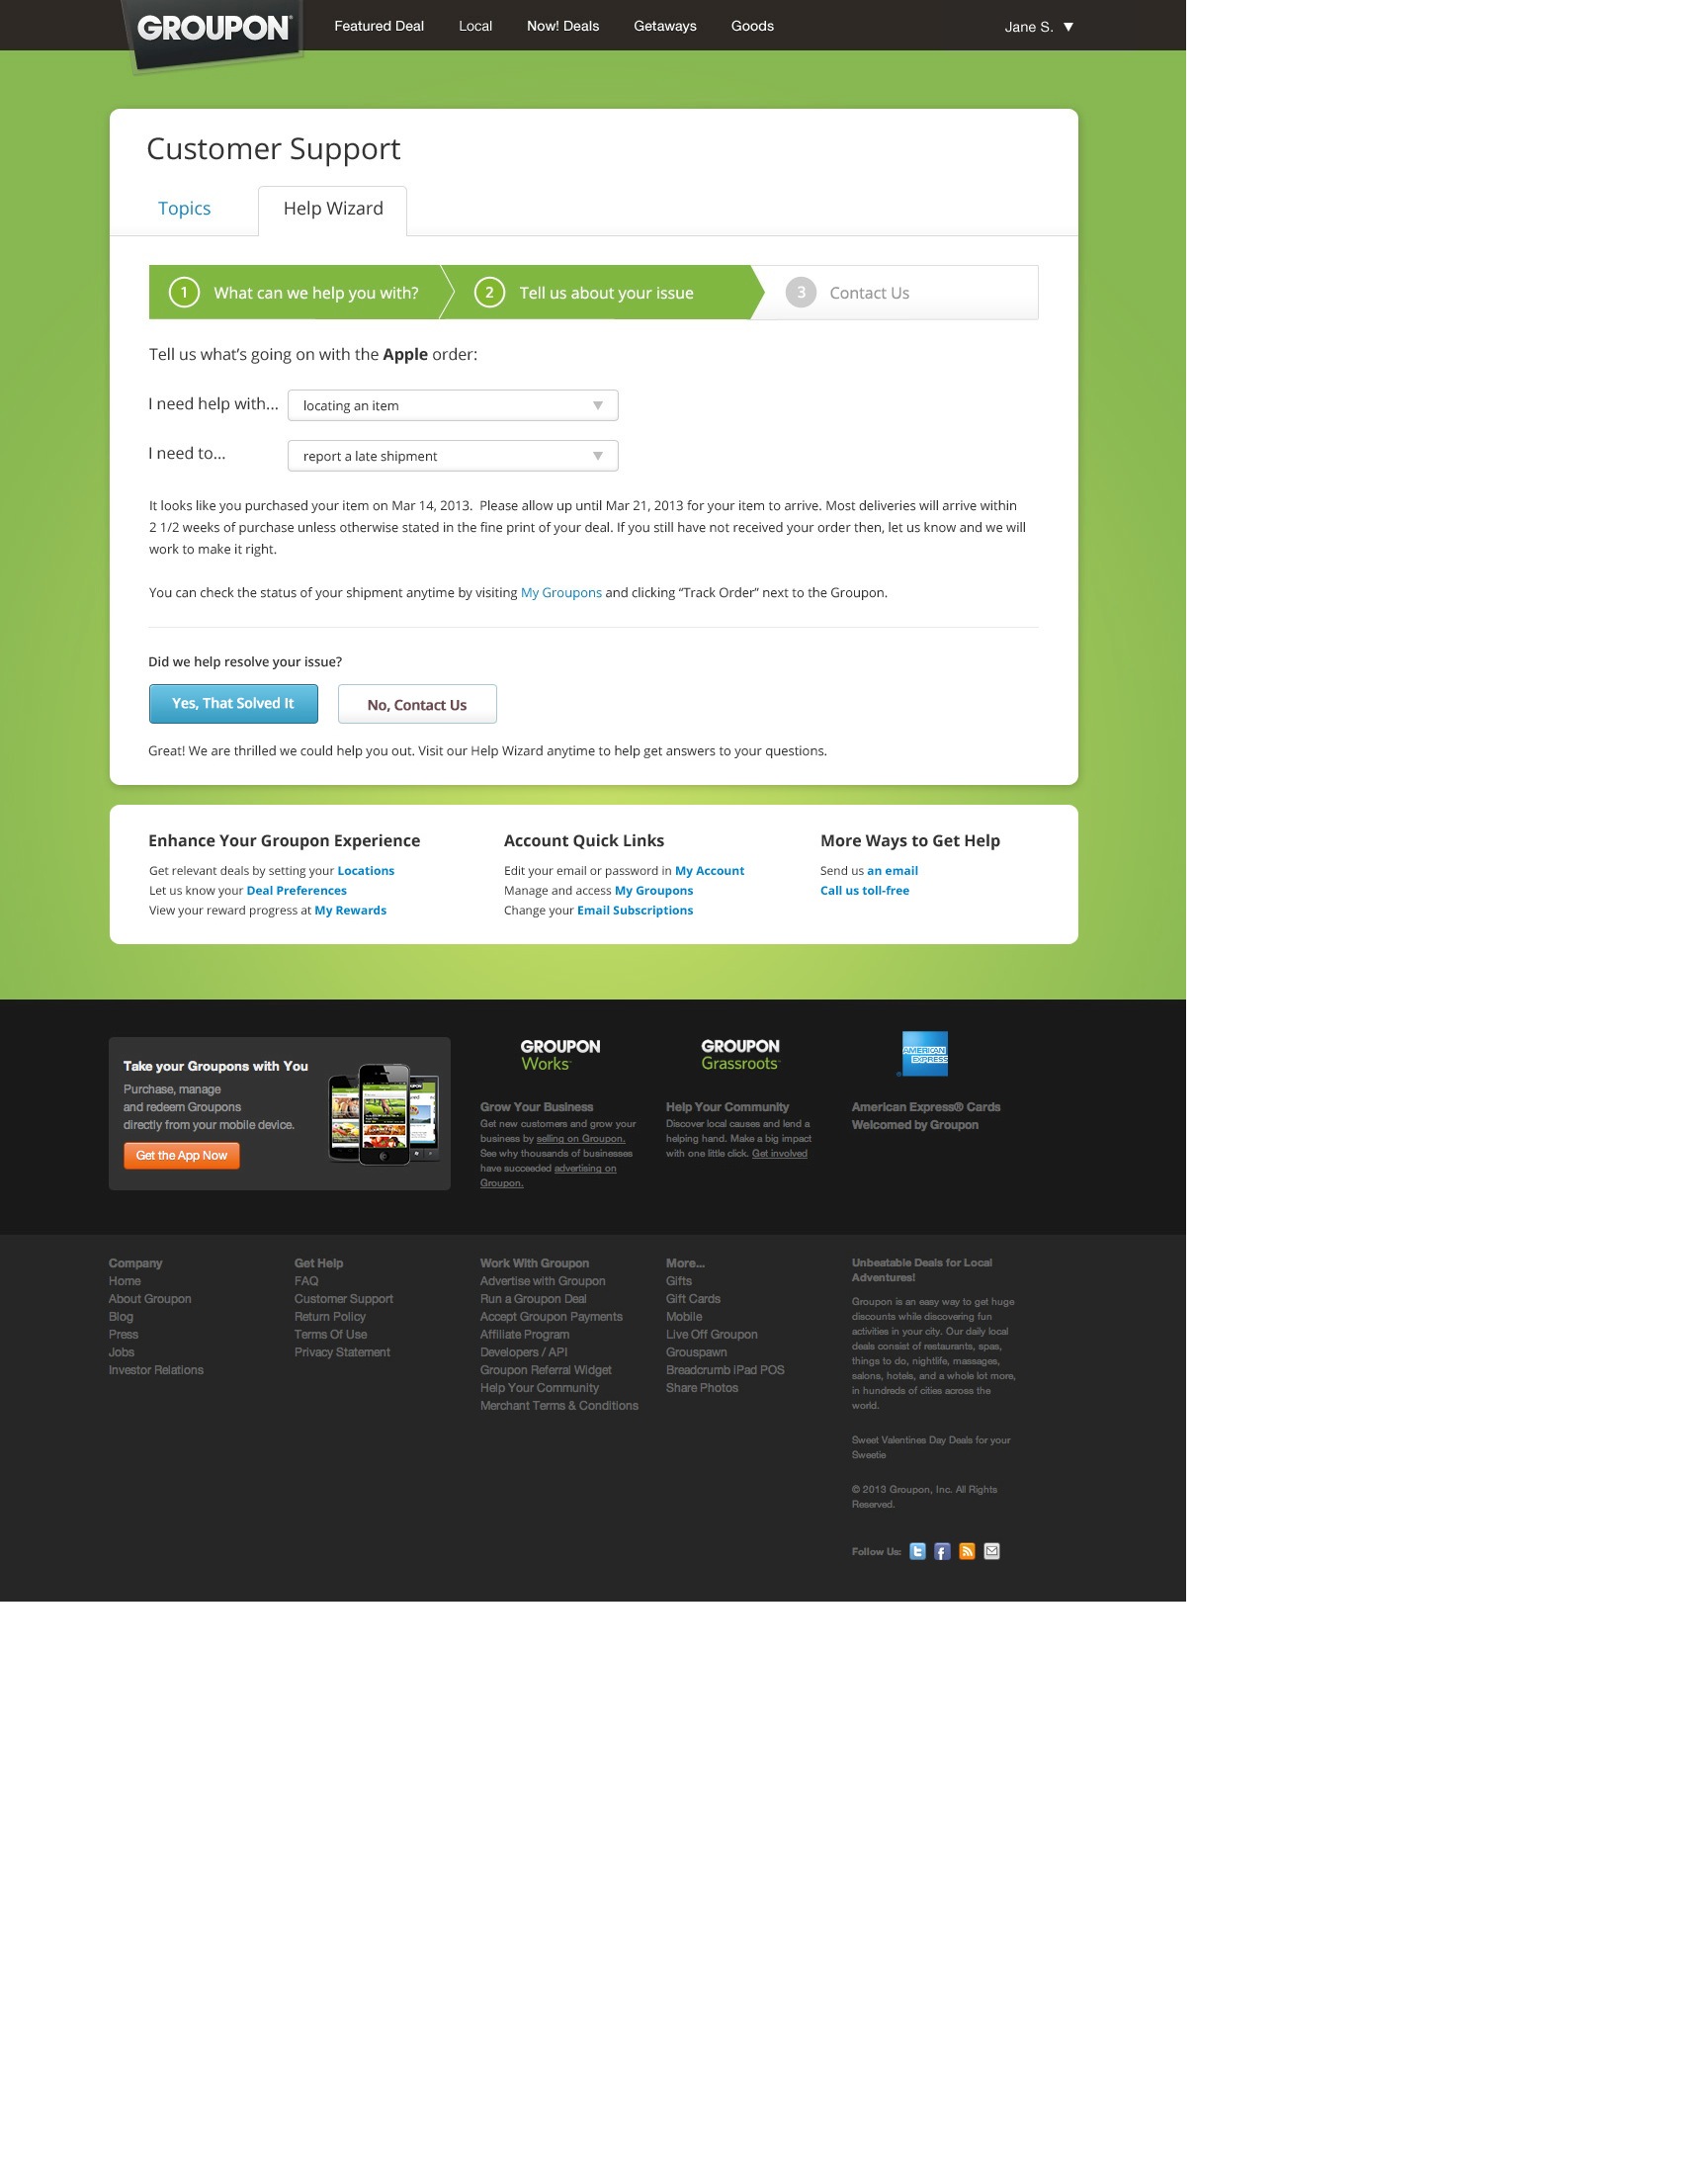 GROUPON
Featured Deal
Local
Now! Deals
Getaways
Goods
Jane S.
Customer Support
Topics
Help Wizard
1 What can we help you with?
2 Tell us about your issue
3 Contact Us
Tell us what's going on with the Apple order:
I need help with... locating an item
I need to... report a late shipment
It looks like you purchased your item on Mar 14, 2013.  Please allow up until Mar 21, 2013 for your item to arrive. Most deliveries will arrive within
2 1/2 weeks of purchase unless otherwise stated in the fine print of your deal. If you still have not received your order then, let us know and we will
work to make it right.
You can check the status of your shipment anytime by visiting My Groupons and clicking “Track Order” next to the Groupon.
Did we help resolve your issue?
Yes, That Solved It
No, Contact Us
Great! We are thrilled we could help you out. Visit our Help Wizard anytime to help get answers to your questions.
Enhance Your Groupon Experience
Get relevant deals by setting your Locations
Let us know your Deal Preferences
View your reward progress at My Rewards
Account Quick Links
Edit your email or password in My Account
Manage and access My Groupons
Change your Email Subscriptions
More Ways to Get Help
Send us an email
Call us toll-free
Take your Groupons with You
Purchase, manage
and redeem Groupons
directly from your mobile device.
Get the App Now
GROUPON
Works
Grow Your Business
Get new customers and grow your
business by selling on Groupon.
See why thousands of businesses
have succeeded advertising on
Groupon.
GROUPON
Grassroots
Help Your Community
Discover local causes and lend a
helping hand. Make a big impact
with one little click. Get involved
AMERICAN
EXPRESS
American Express® Cards
Welcomed by Groupon
Company
Home
About Groupon
Blog
Press
Jobs
Investor Relations
Get Help
FAQ
Customer Support
Return Policy
Terms Of Use
Privacy Statement
Work With Groupon
Advertise with Groupon
Run a Groupon Deal
Accept Groupon Payments
Affiliate Program
Developers / API
Groupon Referral Widget
Help Your Community
Merchant Terms & Conditions
More...
Gifts
Gift Cards
Mobile
Live Off Groupon
Grouspawn
Breadcrumb iPad POS
Share Photos
Unbeatable Deals for Local
Adventures!
Groupon is an easy way to get huge
discounts while discovering fun
activities in your city. Our daily local
deals consist of restaurants, spas,
things to do, nightlife, massages,
salons, hotels, and a whole lot more,
in hundreds of cities across the
world.
Sweet Valentines Day Deals for your
Sweetie
© 2013 Groupon, Inc. All Rights
Reserved.
Follow Us: